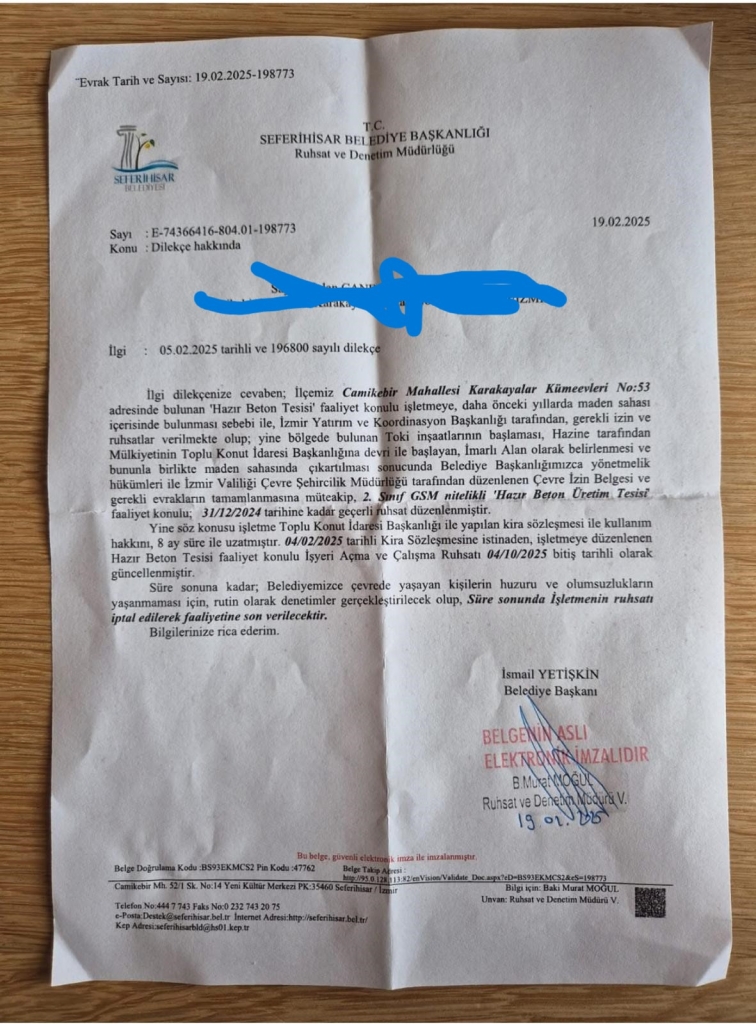 Evrak Tarih ve Sayısı: 19.02.2025-198773
T.C.
SEFERİHİSAR BELEDİYE BAŞKANLIĞI
Ruhsat ve Denetim Müdürlüğü
SEFERİHİSAR
BELEDİYESİ
Sayı : E-74366416-804.01-198773
19.02.2025
Konu : Dilekçe hakkında
İlgi : 05.02.2025 tarihli ve 196800 sayılı dilekçe
İlgi dilekçenize cevaben; İlçemiz Camikebir Mahallesi Karakayalar Kümeevleri No:53
adresinde bulunan 'Hazır Beton Tesisi' faaliyet konulu işletmeye, daha önceki yıllarda maden sahası
içerisinde bulunması sebebi ile, İzmir Yatırım ve Koordinasyon Başkanlığı tarafından, gerekli izin ve
ruhsatlar verilmekte olup; yine bölgede bulunan Toki inşaatlarının başlaması, Hazine tarafından
Mülkiyetinin Toplu Konut İdaresi Başkanlığına devri ile başlayan, İmarlı Alan olarak belirlenmesi ve
bununla birlikte maden sahasında çıkartılması sonucunda Belediye Başkanlığımızca yönetmelik
hükümleri ile İzmir Valiliği Çevre Şehircilik Müdürlüğü tarafından düzenlenen Çevre İzin Belgesi ve
gerekli evrakların tamamlanmasına müteakip, 2. Sınıf GSM nitelikli 'Hazır Beton Üretim Tesisi'
faaliyet konulu; 31/12/2024 tarihine kadar geçerli ruhsat düzenlenmiştir.
Yine söz konusu işletme Toplu Konut İdaresi Başkanlığı ile yapılan kira sözleşmesi ile kullanım
hakkını, 8 ay süre ile uzatmıştır. 04/02/2025 tarihli Kira Sözleşmesine istinaden, işletmeye düzenlenen
Hazır Beton Tesisi faaliyet konulu İşyeri Açma ve Çalışma Ruhsatı 04/10/2025 bitiş tarihli olarak
güncellenmiştir.
Süre sonuna kadar; Belediyemizce çevrede yaşayan kişilerin huzuru ve olumsuzlukların
yaşanmaması için, rutin olarak denetimler gerçekleştirilecek olup, Süre sonunda İşletmenin ruhsatı
iptal edilerek faaliyetine son verilecektir.
Bilgilerinize rica ederim.
İsmail YETİŞKİN
Belediye Başkanı
BELGENİN ASLI
ELEKTRONİK İMZALIDIR
B.Murat MOĞUL
Ruhsat ve Denetim Müdürü V.
19.02.2025
Bu belge, güvenli elektronik imza ile imzalanmıştır.
Belge Doğrulama Kodu :BS93EKMCS2 Pin Kodu :47762
Belge Takip Adresi :
http://95.0.128.113:82/enVision/Validate_Doc.aspx?eD=BS93EKMCS2&eS=198773
Camikebir Mh. 52/1 Sk. No:14 Yeni Kültür Merkezi PK:35460 Seferihisar / İzmir
Bilgi için: Baki Murat MOĞUL
Unvan: Ruhsat ve Denetim Müdürü V.
Telefon No:444 7 743 Faks No:0 232 743 20 75
e-Posta:Destek@seferihisar.bel.tr İnternet Adresi:http://seferihisar.bel.tr/
Kep Adresi:seferihisarbld@hs01.kep.tr